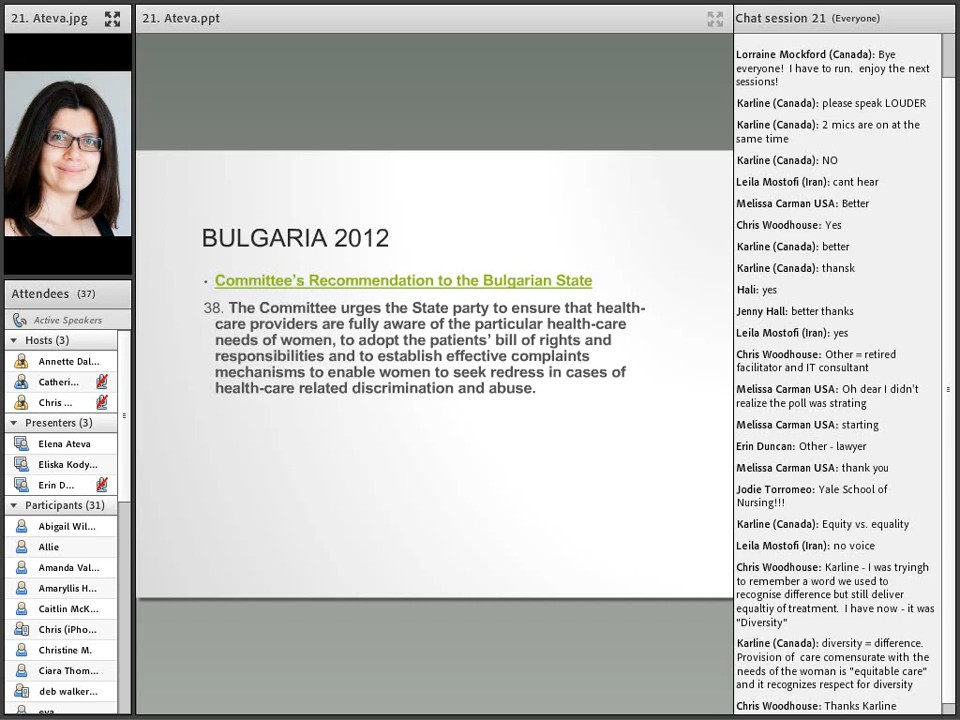 21. Ateva.jpg
Attendees (37)
Active Speakers
Hosts (3)
Annette Dal...
Catheri...
Chris ...
Presenters (3)
Elena Ateva
Eliska Kody...
Erin D...
Participants (31)
Abigail Wil...
Allie
Amanda Val...
Amaryllis H...
Caitlin McK...
Chris (iPho...
Christine M.
Ciara Thom...
deb walker...
eva
21. Ateva.ppt
BULGARIA 2012
• Committee's Recommendation to the Bulgarian State
38. The Committee urges the State party to ensure that health-
care providers are fully aware of the particular health-care
needs of women, to adopt the patients' bill of rights and
responsibilities and to establish effective complaints
mechanisms to enable women to seek redress in cases of
health-care related discrimination and abuse.
Chat session 21 (Everyone)
Lorraine Mockford (Canada): Bye
everyone! I have to run. enjoy the next
sessions!
Karline (Canada): please speak LOUDER
Karline (Canada): 2 mics are on at the
same time
Karline (Canada): NO
Leila Mostofi (Iran): cant hear
Melissa Carman USA: Better
Chris Woodhouse: Yes
Karline (Canada): better
Karline (Canada): thansk
Hali: yes
Jenny Hall: better thanks
Leila Mostofi (Iran): yes
Chris Woodhouse: Other = retired
facilitator and IT consultant
Melissa Carman USA: Oh dear I didn't
realize the poll was strating
Melissa Carman USA: starting
Erin Duncan: Other - lawyer
Melissa Carman USA: thank you
Jodie Torromeo: Yale School of
Nursing!!!
Karline (Canada): Equity vs. equality
Leila Mostofi (Iran): no voice
Chris Woodhouse: Karline - I was tryingh
to remember a word we used to
recognise difference but still deliver
equaltiy of treatment. I have now - it was
"Diversity"
Karline (Canada): diversity = difference.
Provision of care comensurate with the
needs of the woman is "equitable care"
and it recognizes respect for diversity
Chris Woodhouse: Thanks Karline